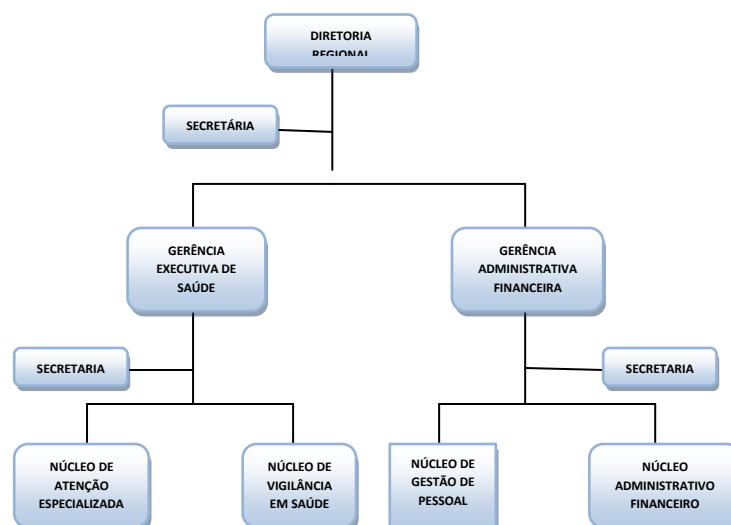 DIRETORIA
REGIONAL
SECRETÁRIA
GERÊNCIA
EXECUTIVA DE
SAÚDE
GERÊNCIA
ADMINISTRATIVA
FINANCEIRA
SECRETARIA
SECRETARIA
NÚCLEO DE
ATENÇÃO
ESPECIALIZADA
NÚCLEO DE
VIGILÂNCIA
EM SAÚDE
NÚCLEO DE
GESTÃO DE
PESSOAL
NÚCLEO
ADMINISTRATIVO
FINANCEIRO